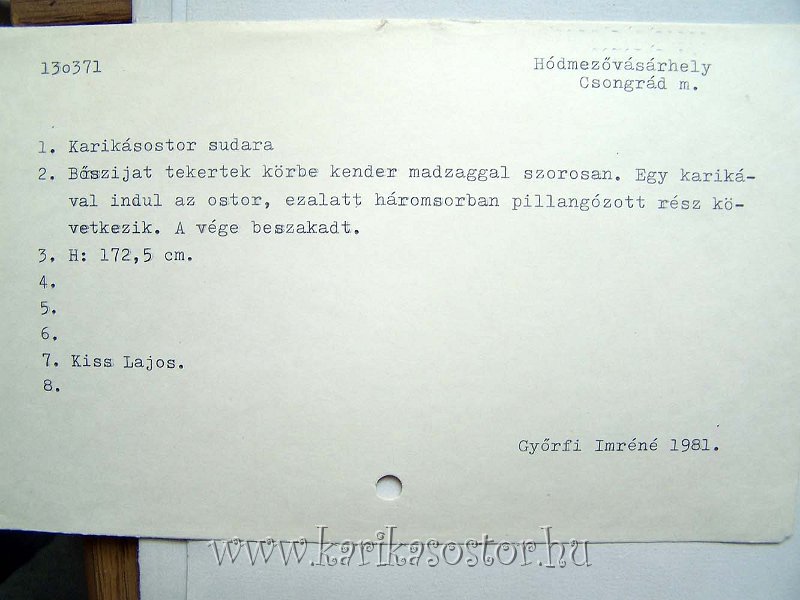 13o371
Hódmezővásárhely
Csongrád m.
1. Karikásostor sudara
2. Bőszijat tekertek körbe kender madzaggal szorosan. Egy kariká-
val indul az ostor, ezalatt háromsorban pillangózott rész kö-
vetkezik. A vége beszakadt.
3. H: 172,5 cm.
4.
5.
6.
7. Kiss Lajos.
8.
Győrfi Imréné 1981.
www.karikasostor.hu